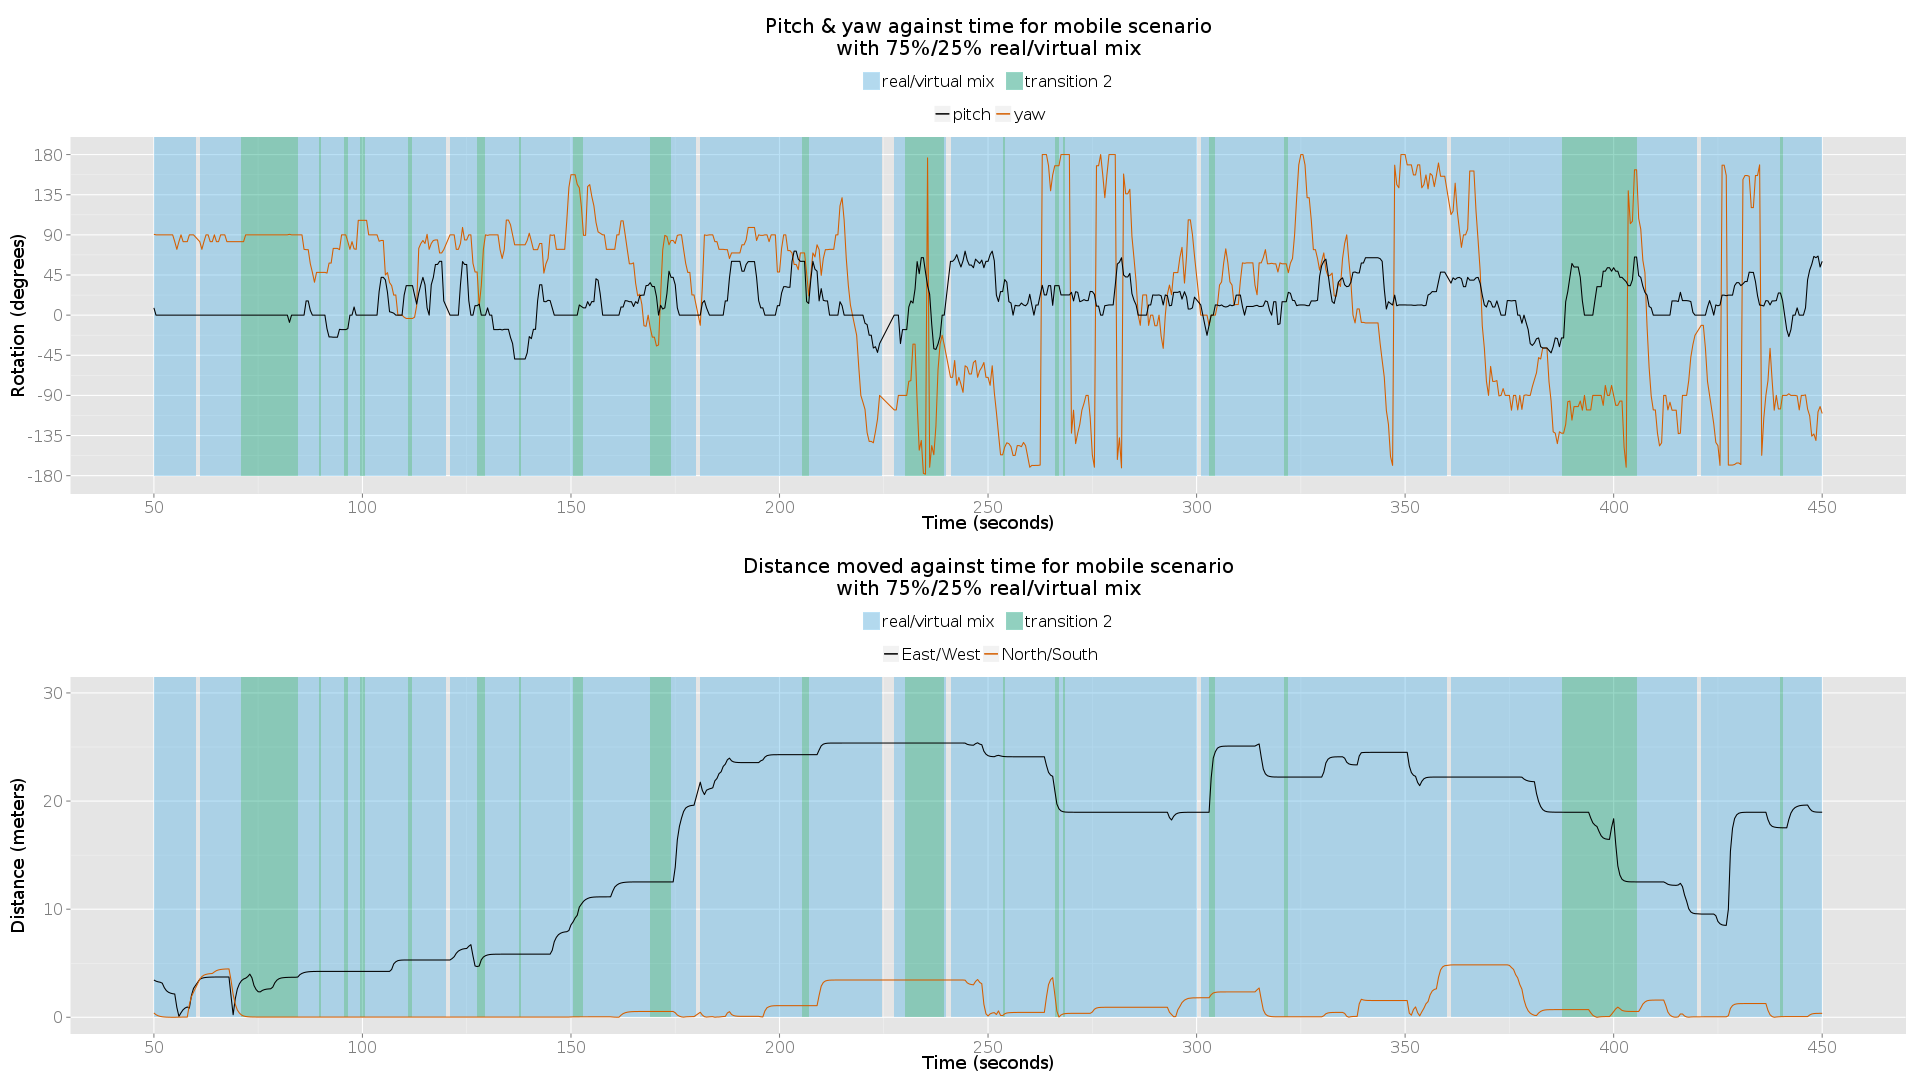 Pitch & yaw against time for mobile scenario
with 75%/25% real/virtual mix
real/virtual mix transition 2
pitch yaw
Rotation (degrees)
180
135
90
45
0
-45
-90
-135
-180
50 100 150 200 250 300 350 400 450
Time (seconds)
Distance moved against time for mobile scenario
with 75%/25% real/virtual mix
real/virtual mix transition 2
East/West North/South
Distance (meters)
30
20
10
0
50 100 150 200 250 300 350 400 450
Time (seconds)